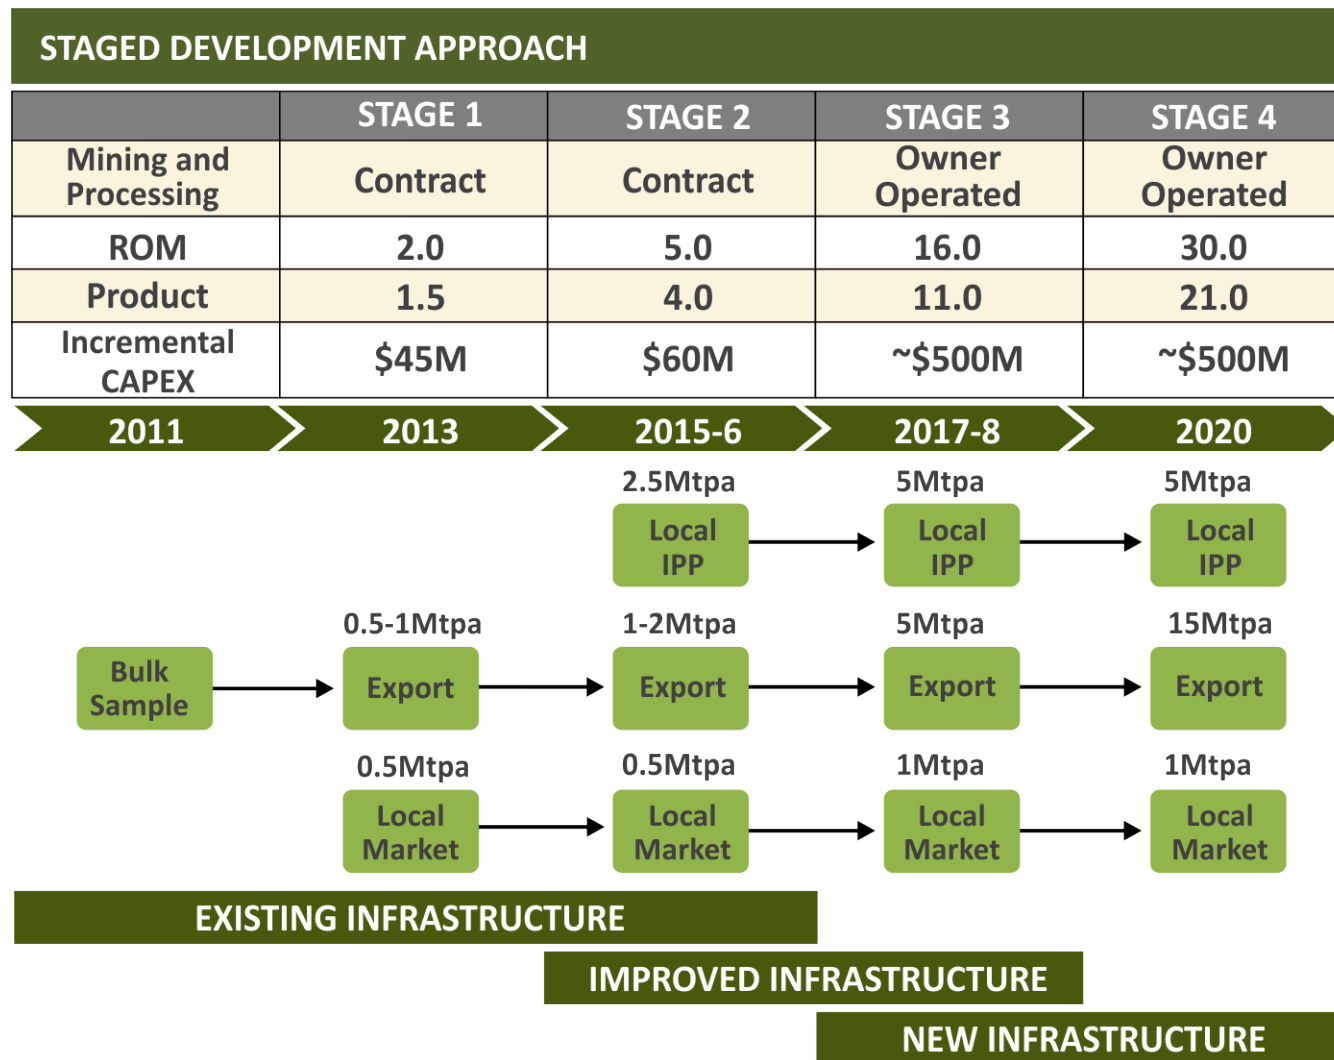 STAGED DEVELOPMENT APPROACH
STAGE 1 STAGE 2 STAGE 3 STAGE 4
Mining and
Processing
Contract
Contract
Owner
Operated
Owner
Operated
ROM 2.0 5.0 16.0 30.0
Product 1.5 4.0 11.0 21.0
Incremental
CAPEX
$45M $60M ~$500M ~$500M
2011 2013 2015-6 2017-8 2020
2.5Mtpa 5Mtpa 5Mtpa
Local
IPP
Local
IPP
Local
IPP
0.5-1Mtpa 1-2Mtpa 5Mtpa 15Mtpa
Bulk
Sample
Export Export Export Export
0.5Mtpa 0.5Mtpa 1Mtpa 1Mtpa
Local
Market
Local
Market
Local
Market
Local
Market
EXISTING INFRASTRUCTURE
IMPROVED INFRASTRUCTURE
NEW INFRASTRUCTURE